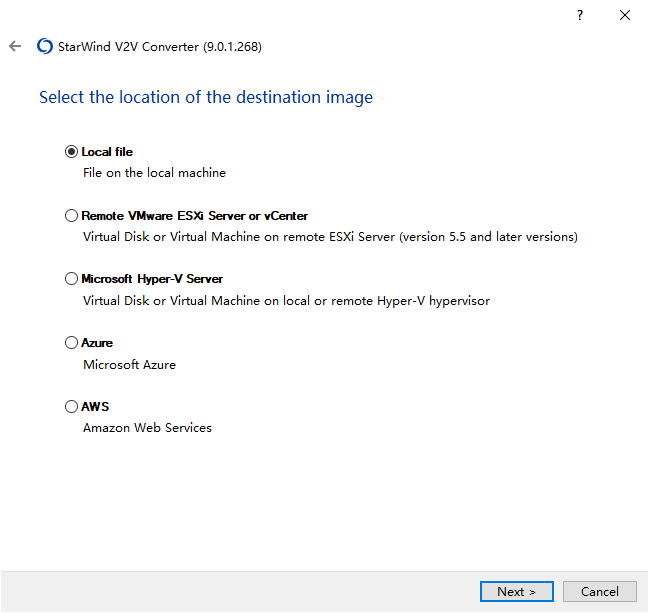 ?
StarWind V2V Converter (9.0.1.268)
Select the location of the destination image
Local file
File on the local machine
Remote VMware ESXi Server or vCenter
Virtual Disk or Virtual Machine on remote ESXi Server (version 5.5 and later versions)
Microsoft Hyper-V Server
Virtual Disk or Virtual Machine on local or remote Hyper-V hypervisor
Azure
Microsoft Azure
AWS
Amazon Web Services
Next > Cancel